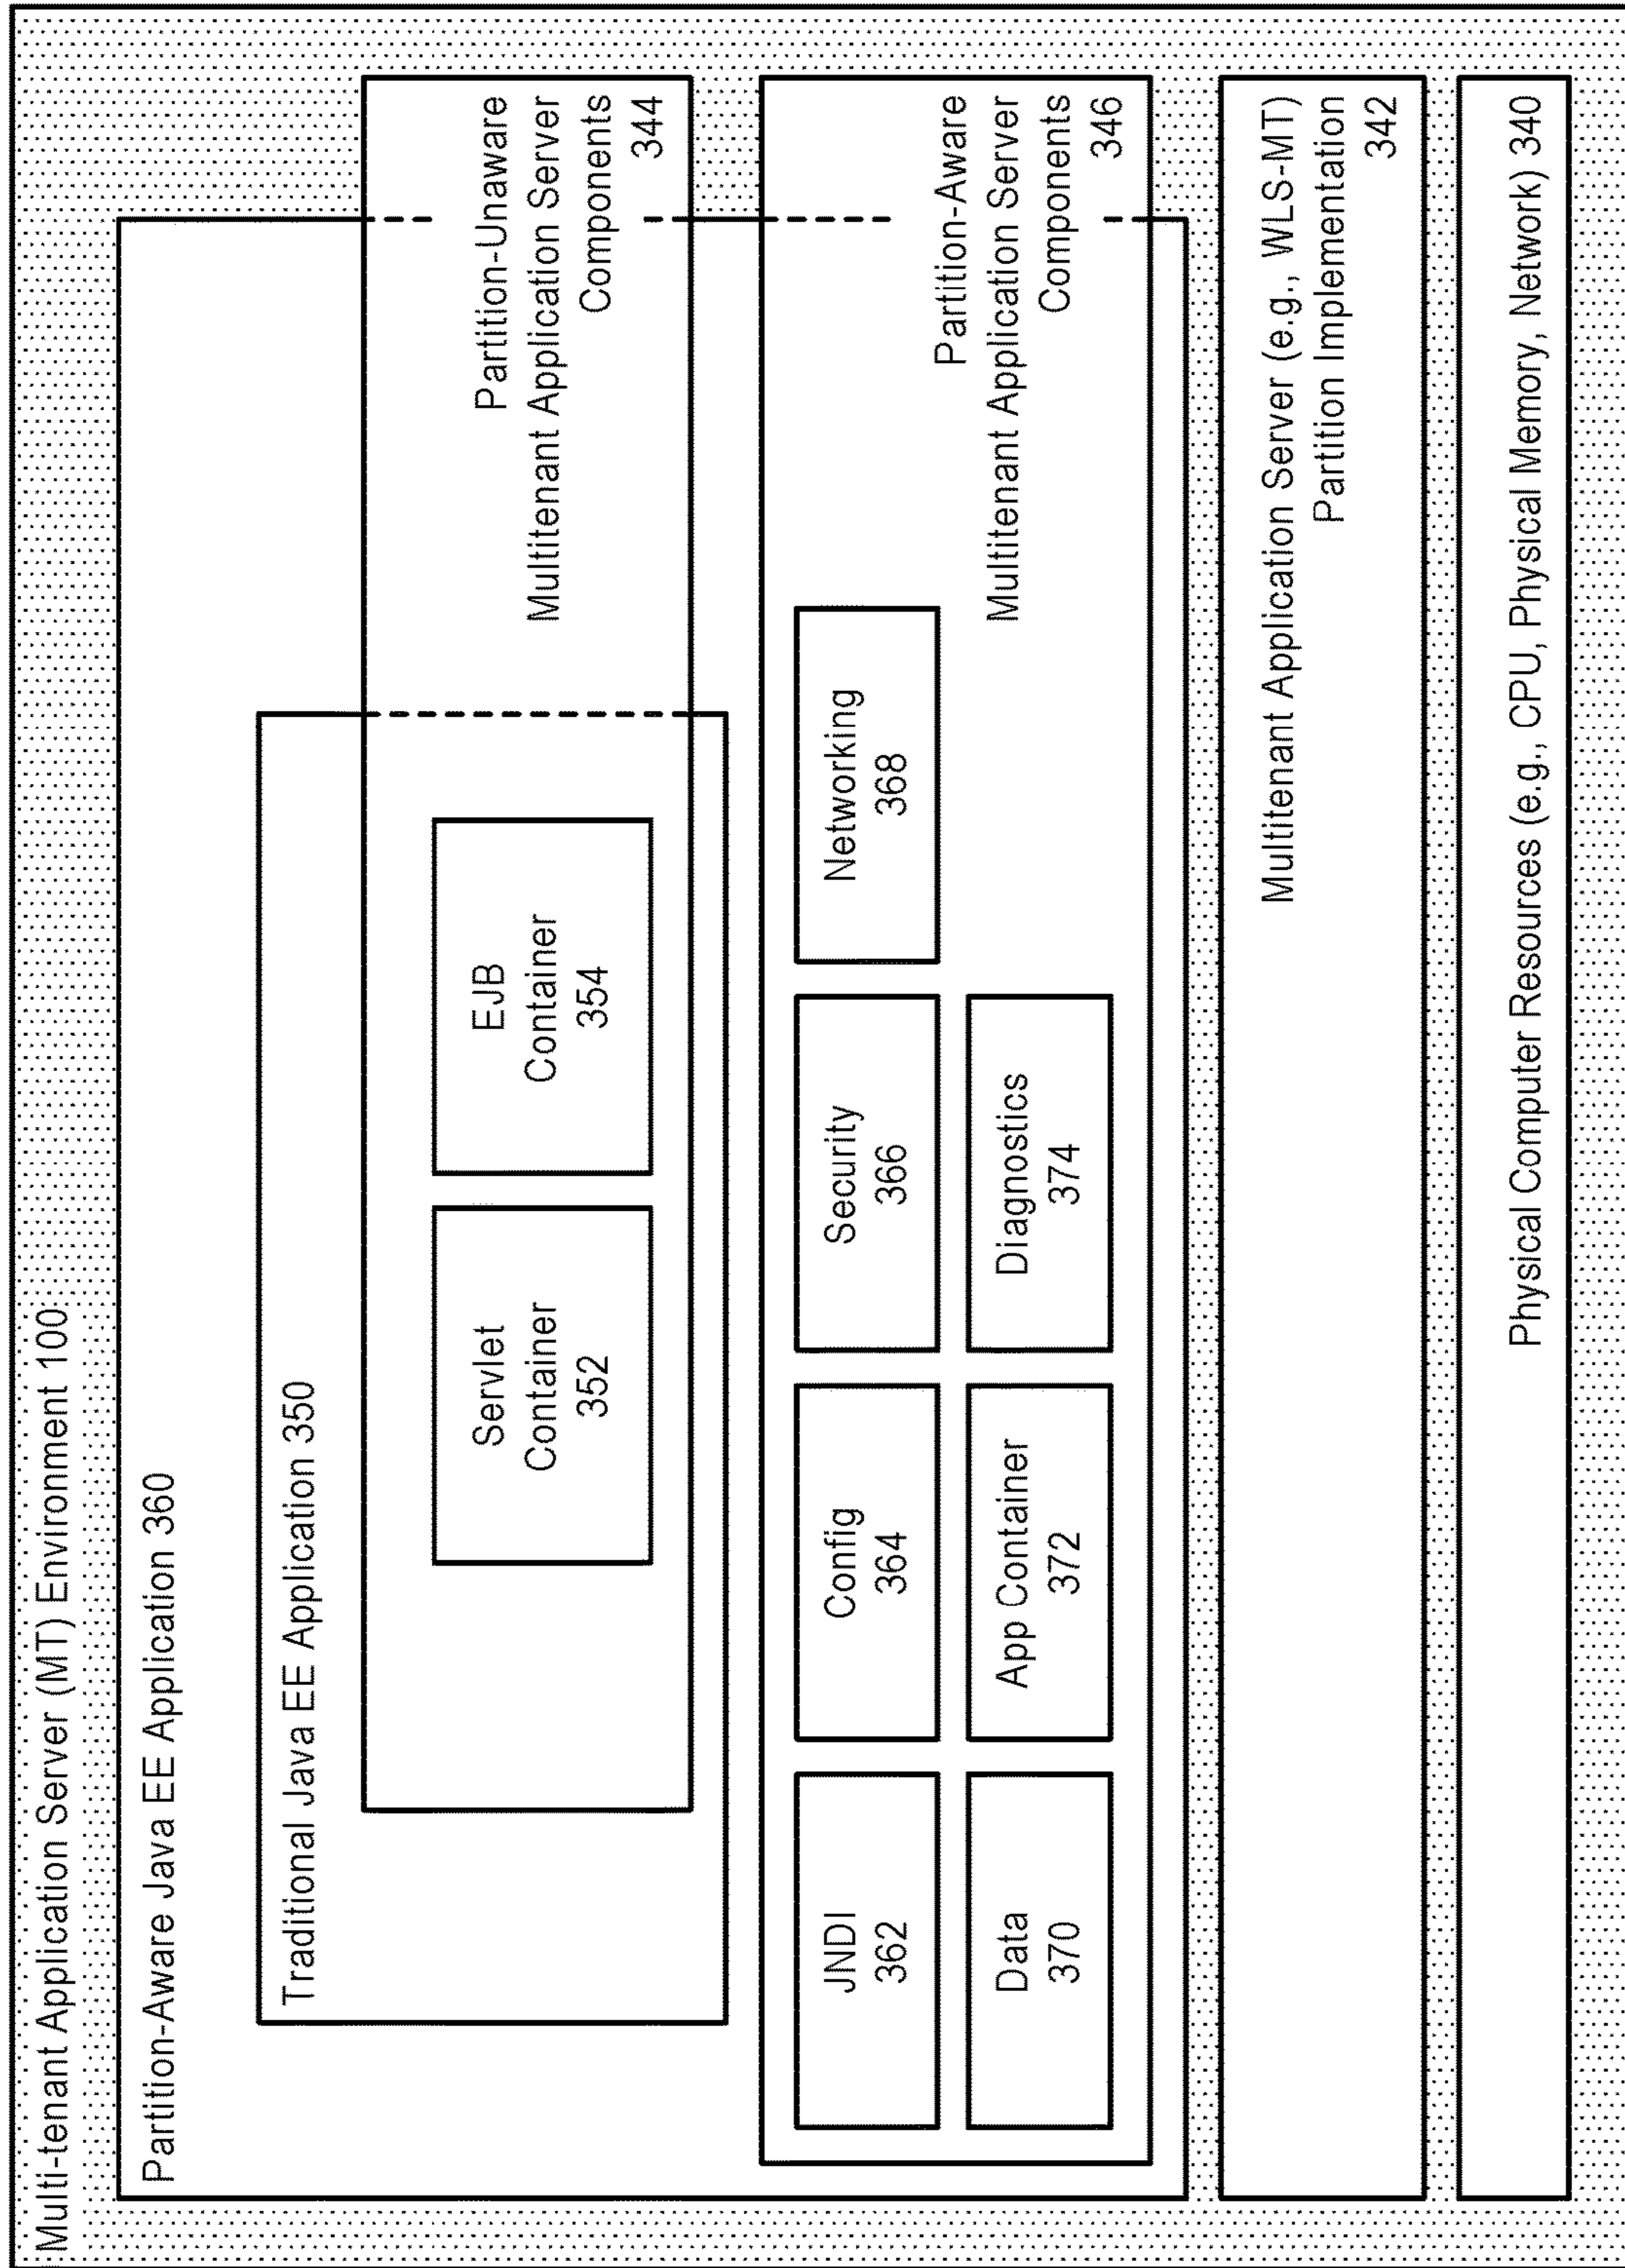 Multi-tenant Application Server (MT) Environment 100
Partition-Aware Java EE Application 360
Traditional Java EE Application 350
Servlet
Container
352
EJB
Container
354
Partition-Unaware
Multitenant Application Server
Components
344
JNDI
362
Config
364
Security
366
Networking
368
Data
370
App Container
372
Diagnostics
374
Partition-Aware
Multitenant Application Server
Components
346
Multitenant Application Server (e.g., WLS-MT)
Partition Implementation
342
Physical Computer Resources (e.g., CPU, Physical Memory, Network) 340